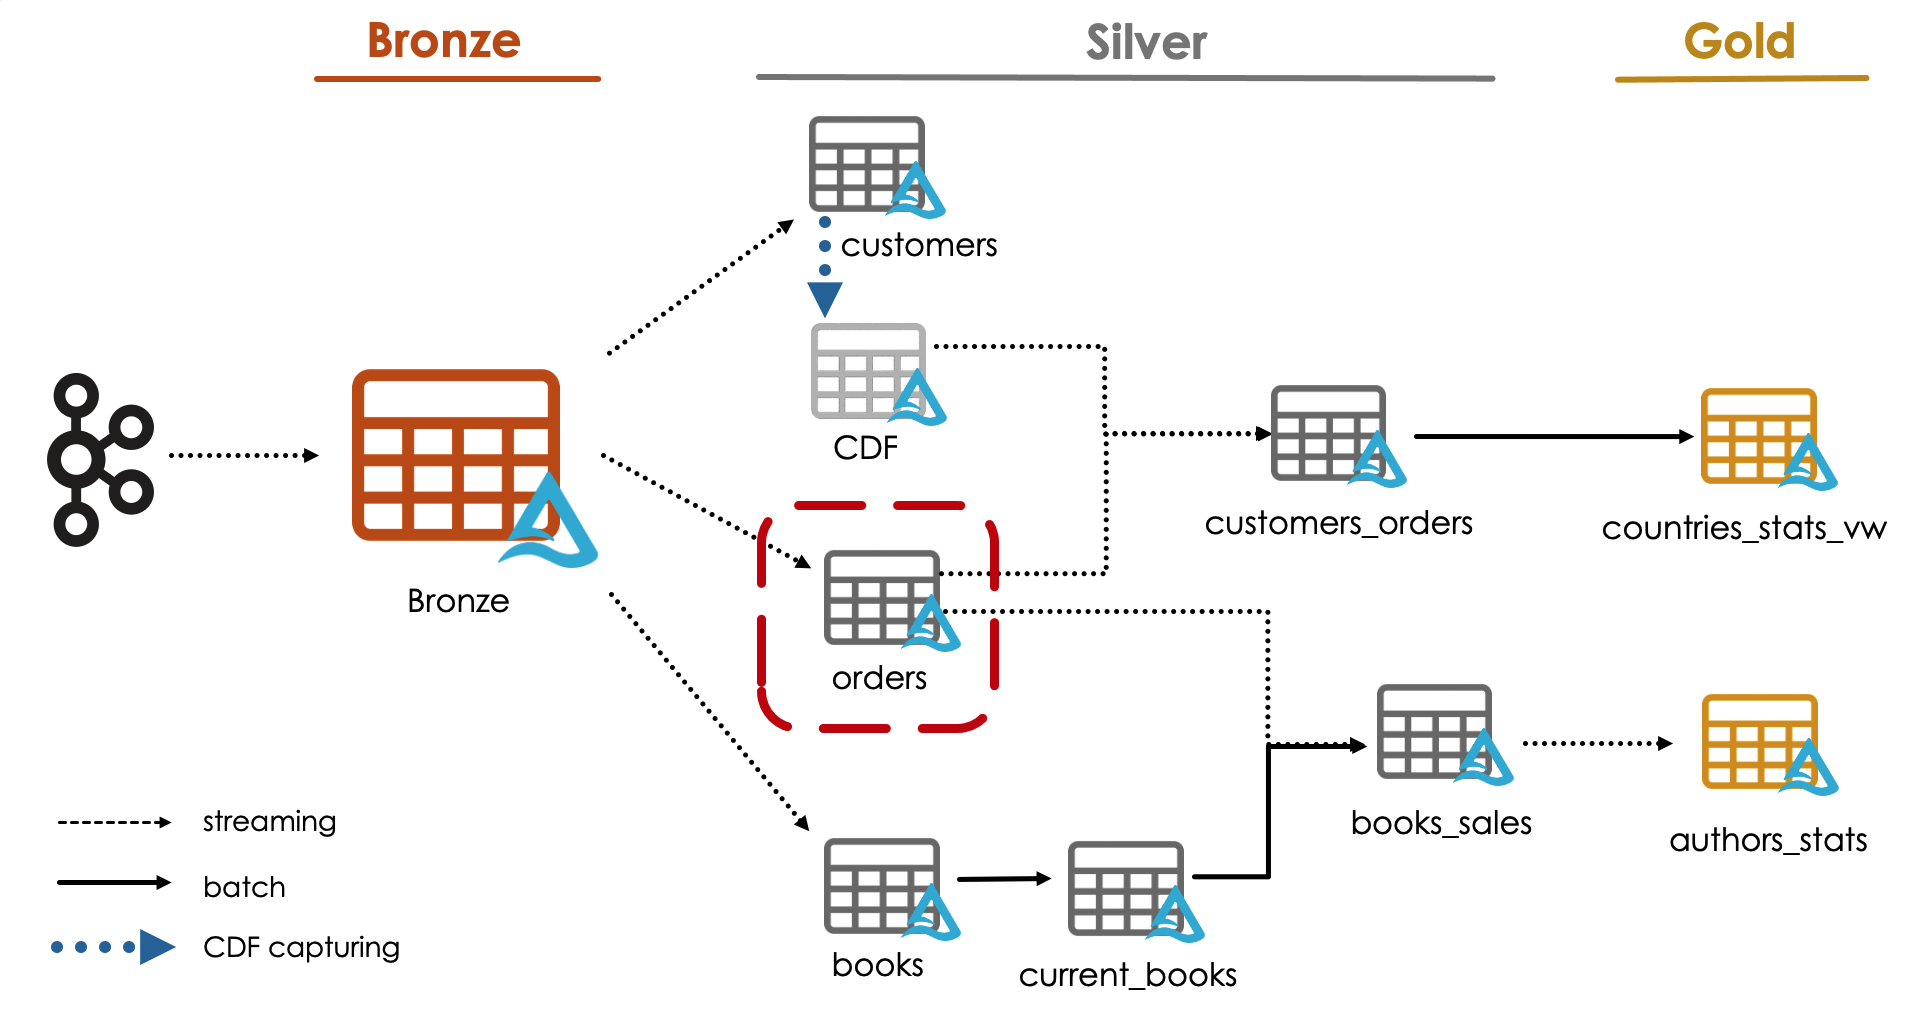 Bronze
Silver
Gold
customers
CDF
customers_orders
countries_stats_vw
Bronze
orders
books_sales
authors_stats
books
current_books
streaming
batch
CDF capturing